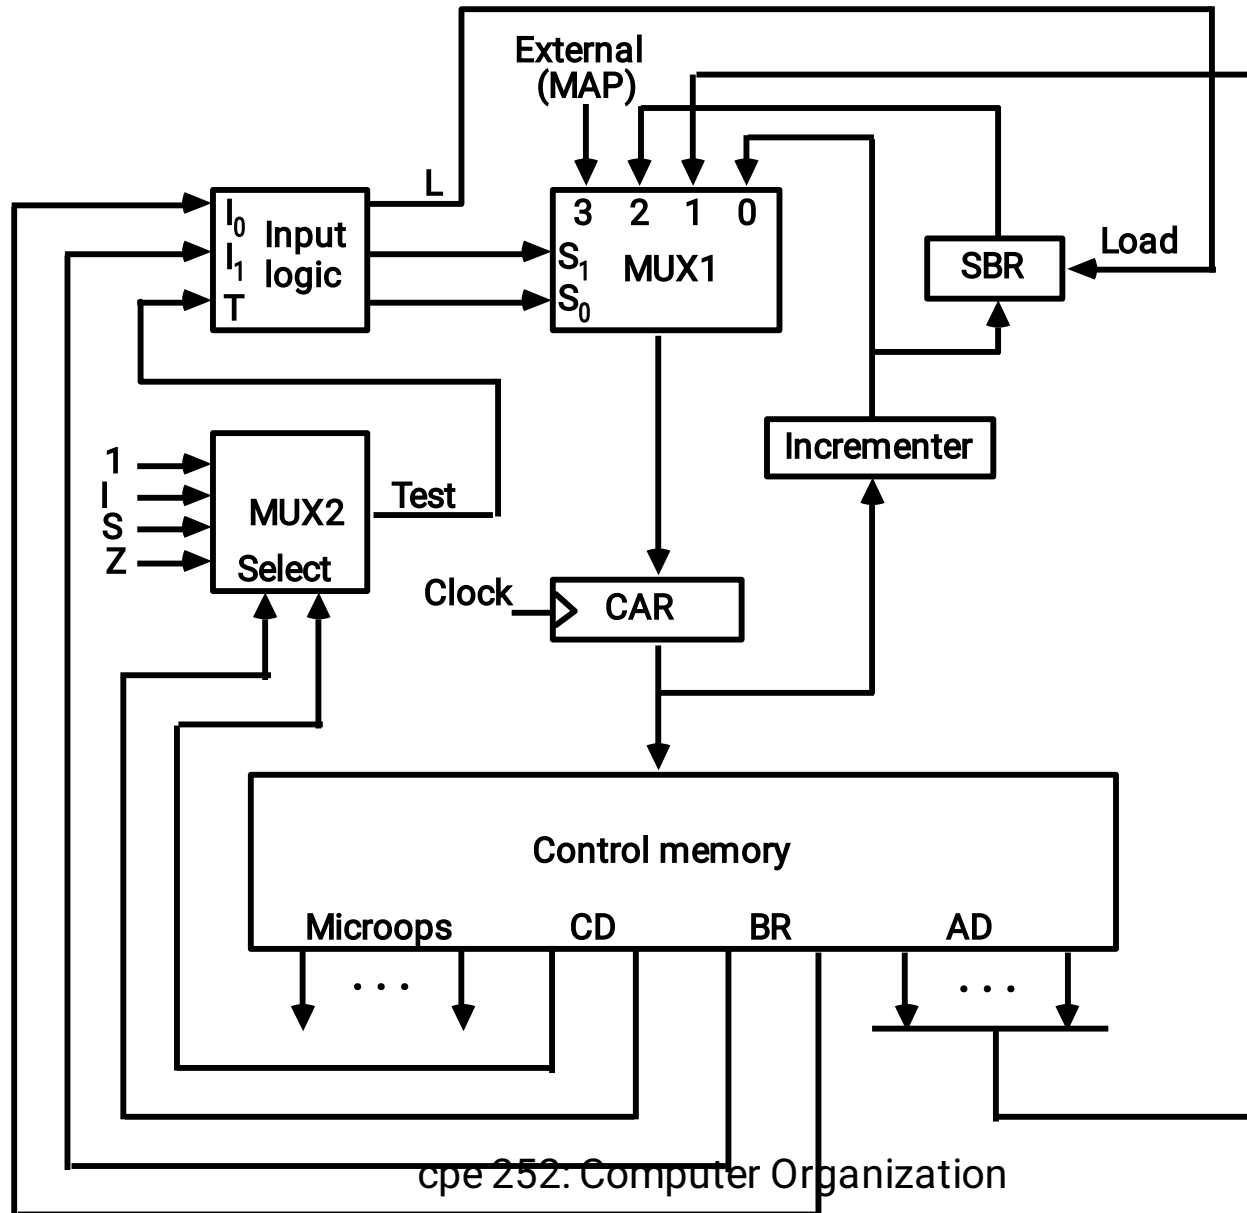 External
(MAP)
L
I0
I1
T
Input
logic
3 2 1 0
S1
S0
MUX1
SBR
Load
1
I
S
Z
MUX2
Select
Test
Incrementer
Clock
CAR
Control memory
Microops CD BR AD
. . .
. . .
cpe 252: Computer Organization